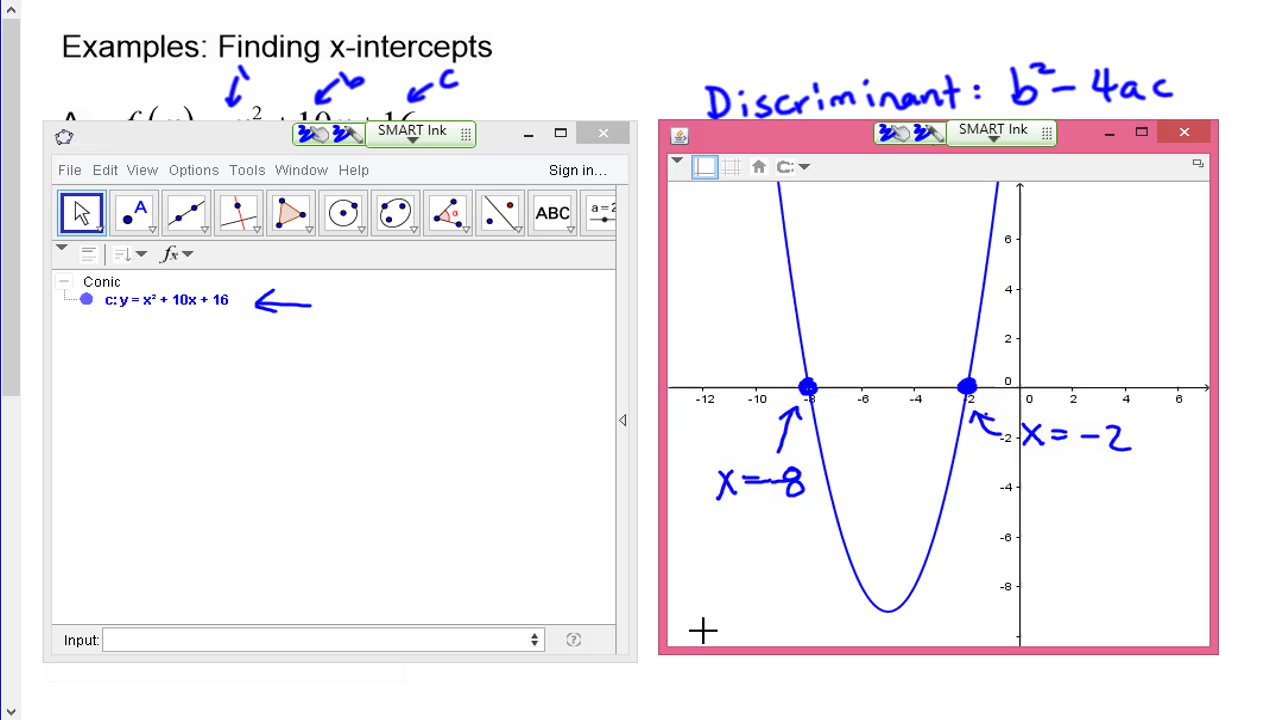 Examples: Finding x-intercepts
1 b c
Discriminant: b² - 4ac
SMART Ink
File Edit View Options Tools Window Help Sign in...
A α ABC a=2
fx
Conic
c: y = x² + 10x + 16
Input:
SMART Ink
6
4
2
0
-12 -10 -8 -6 -4 -2 0 2 4 6
-2
-4
-6
-8
x = -2
x = -8